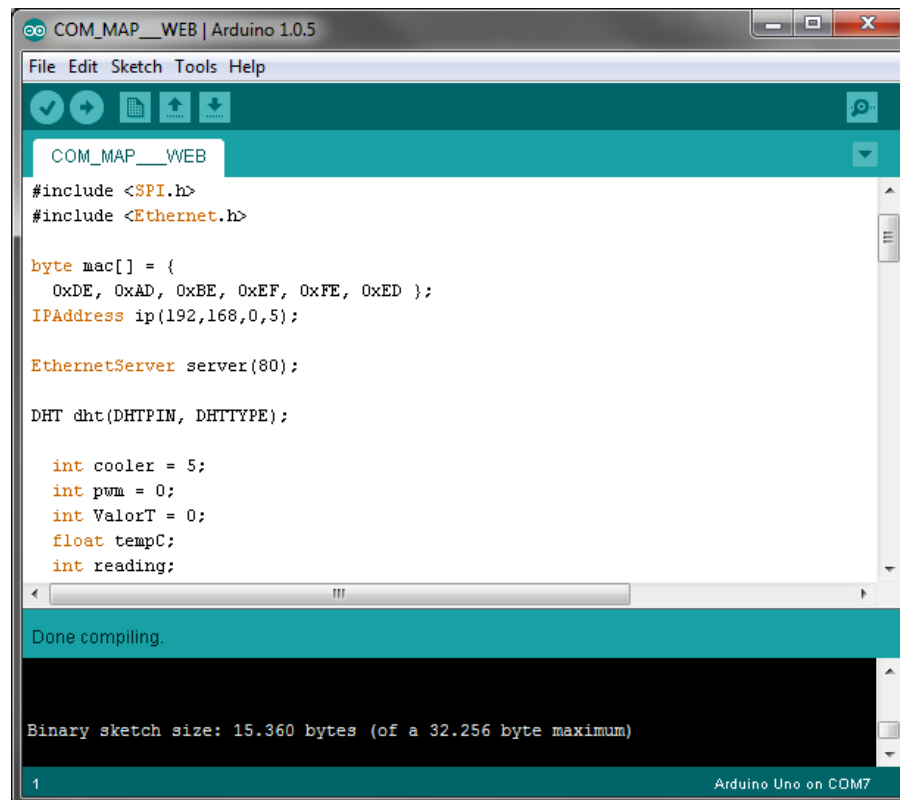 COM_MAP___WEB | Arduino 1.0.5
File Edit Sketch Tools Help
COM_MAP___WEB
#include <SPI.h>
#include <Ethernet.h>
byte mac[] = {
  0xDE, 0xAD, 0xBE, 0xEF, 0xFE, 0xED };
IPAddress ip(192,168,0,5);
EthernetServer server(80);
DHT dht(DHTPIN, DHTTYPE);
  int cooler = 5;
  int pwm = 0;
  int ValorT = 0;
  float tempC;
  int reading;
Done compiling.
Binary sketch size: 15.360 bytes (of a 32.256 byte maximum)
1 Arduino Uno on COM7